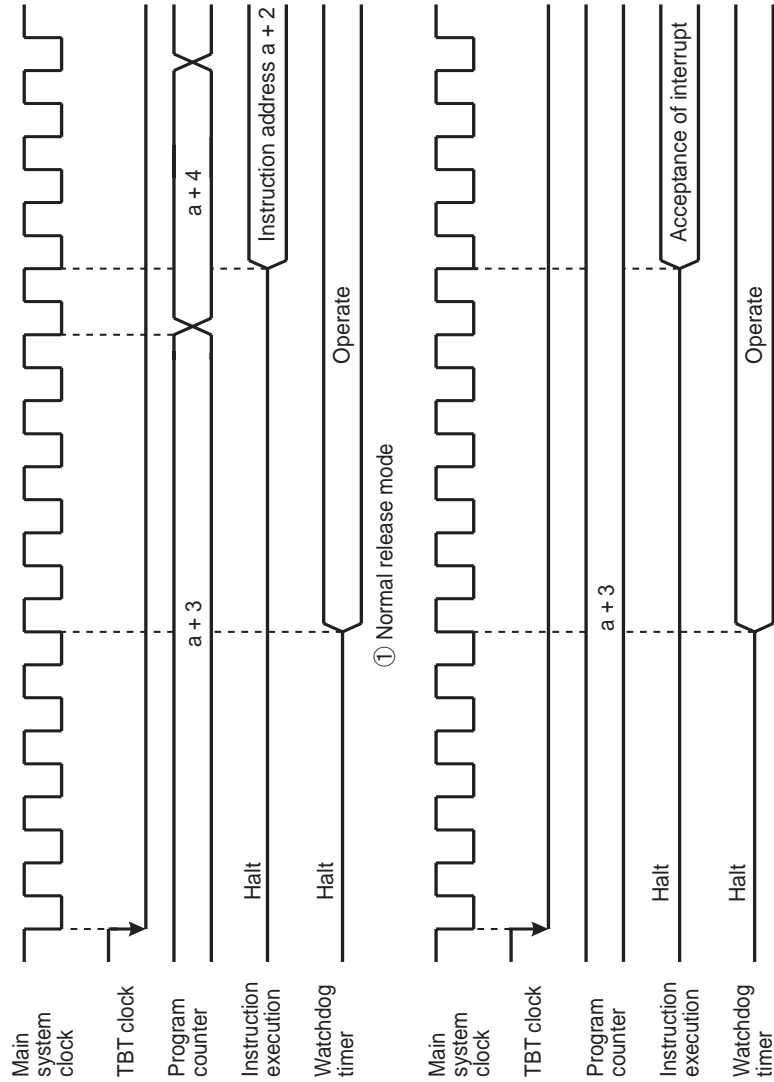 Main
system
clock
TBT clock
Program
counter
a + 3
a + 4
Instruction
execution
Halt
Instruction address a + 2
Watchdog
timer
Halt
Operate
① Normal release mode
Main
system
clock
TBT clock
Program
counter
a + 3
Instruction
execution
Halt
Acceptance of interrupt
Watchdog
timer
Halt
Operate